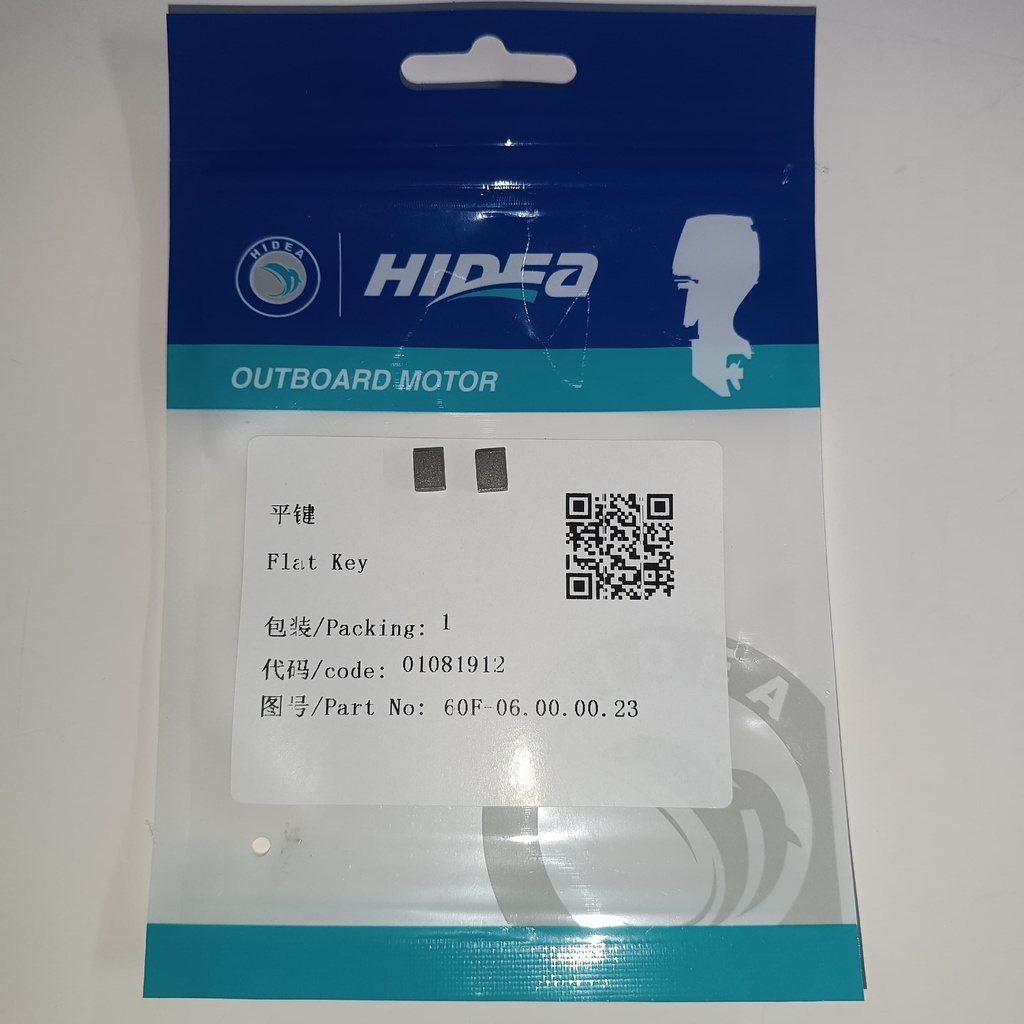 HIDEA
HIDEA
OUTBOARD MOTOR
平键
Flat Key
包装/Packing: 1
代码/code: 01081912
图号/Part No: 60F-06.00.00.23